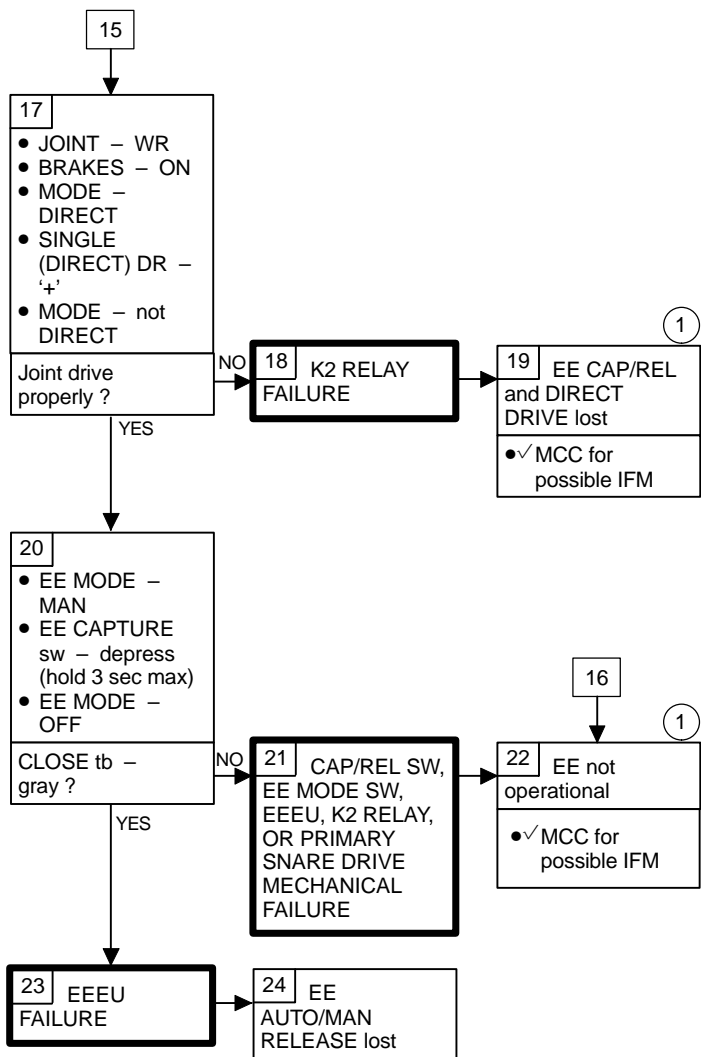 15
17
● JOINT – WR
● BRAKES – ON
● MODE –
DIRECT
● SINGLE
(DIRECT) DR –
‘+’
● MODE – not
DIRECT
Joint drive
properly ?
NO
YES
18 K2 RELAY
FAILURE
1
19 EE CAP/REL
and DIRECT
DRIVE lost
●✓MCC for
possible IFM
20
● EE MODE –
MAN
● EE CAPTURE
sw – depress
(hold 3 sec max)
● EE MODE –
OFF
CLOSE tb –
gray ?
NO
YES
21 CAP/REL SW,
EE MODE SW,
EEEU, K2 RELAY,
OR PRIMARY
SNARE DRIVE
MECHANICAL
FAILURE
16
1
22 EE not
operational
●✓MCC for
possible IFM
23 EEEU
FAILURE
24 EE
AUTO/MAN
RELEASE lost